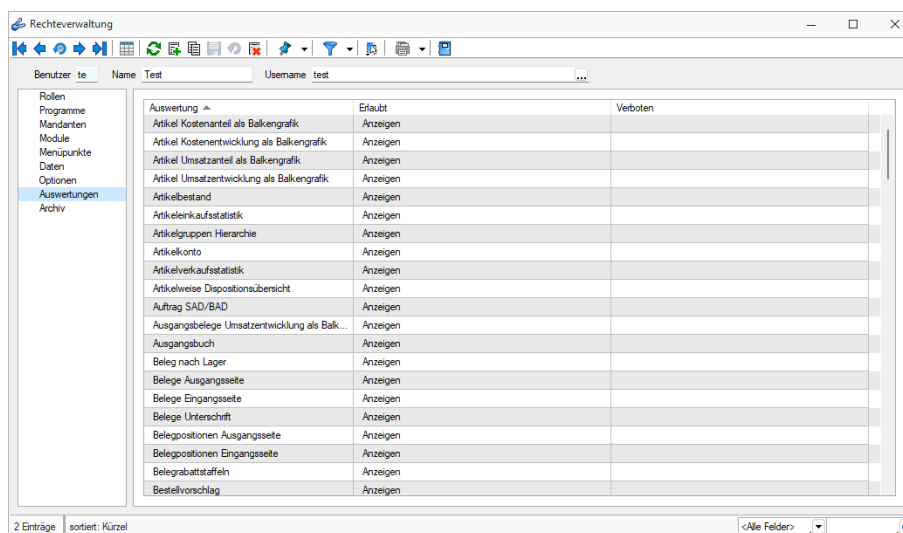 Rechteverwaltung
Benutzer te Name Test Username test ...
Rollen
Programme
Mandanten
Module
Menüpunkte
Daten
Optionen
Auswertungen
Archiv
Auswertung Erlaubt Verboten
Artikel Kostenanteil als Balkengrafik Anzeigen
Artikel Kostenentwicklung als Balkengrafik Anzeigen
Artikel Umsatzanteil als Balkengrafik Anzeigen
Artikel Umsatzentwicklung als Balkengrafik Anzeigen
Artikelbestand Anzeigen
Artikeleinkaufsstatistik Anzeigen
Artikelgruppen Hierarchie Anzeigen
Artikelkonto Anzeigen
Artikelverkaufsstatistik Anzeigen
Artikelweise Dispositionsübersicht Anzeigen
Auftrag SAD/BAD Anzeigen
Ausgangsbelege Umsatzentwicklung als Balk... Anzeigen
Ausgangsbuch Anzeigen
Beleg nach Lager Anzeigen
Belege Ausgangsseite Anzeigen
Belege Eingangsseite Anzeigen
Belege Unterschrift Anzeigen
Belegpositionen Ausgangsseite Anzeigen
Belegpositionen Eingangsseite Anzeigen
Belegrabattstaffeln Anzeigen
Bestellvorschlag Anzeigen
2 Einträge sortiert: Kürzel <Alle Felder>